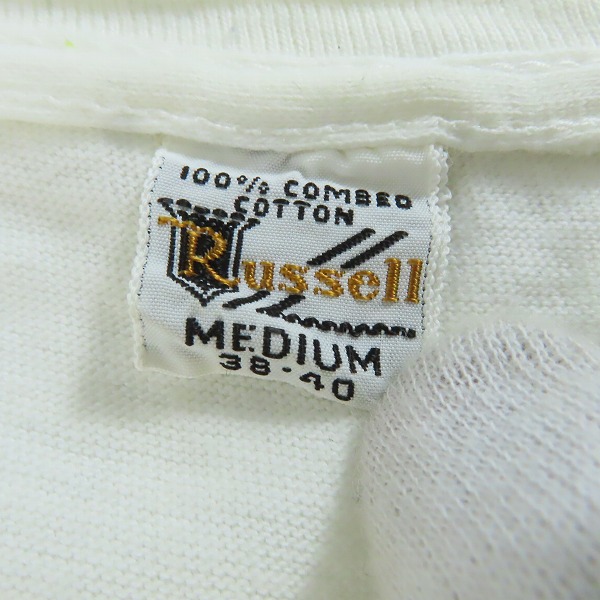 100% COMBED
COTTON
Russell
MEDIUM
38-40